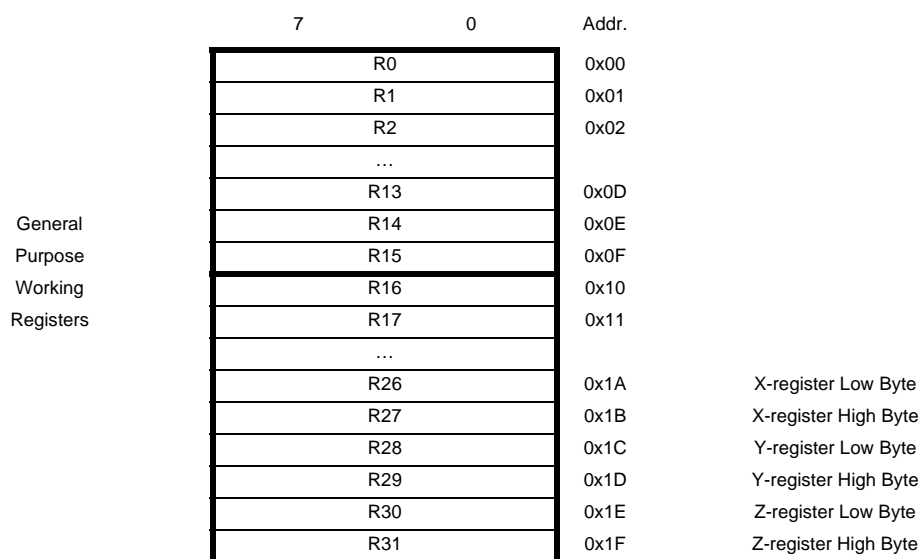 7 0 Addr.
R0 0x00
R1 0x01
R2 0x02
…
R13 0x0D
General R14 0x0E
Purpose R15 0x0F
Working R16 0x10
Registers R17 0x11
…
R26 0x1A X-register Low Byte
R27 0x1B X-register High Byte
R28 0x1C Y-register Low Byte
R29 0x1D Y-register High Byte
R30 0x1E Z-register Low Byte
R31 0x1F Z-register High Byte